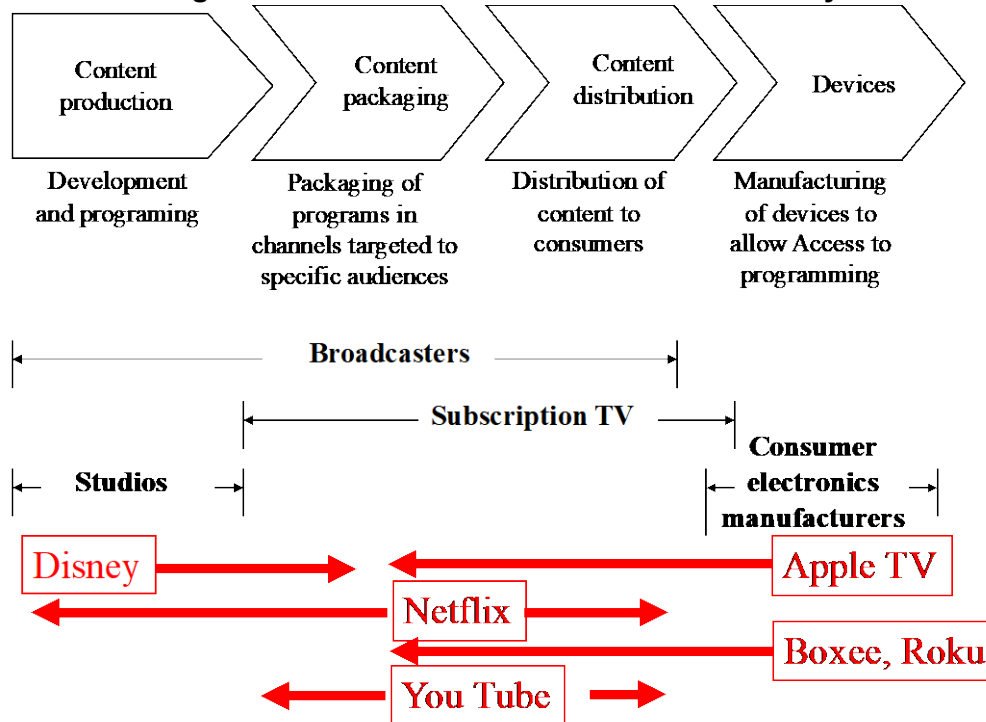 Content
production
Content
packaging
Content
distribution
Devices
Development
and programing
Packaging of
programs in
channels targeted to
specific audiences
Distribution of
content to
consumers
Manufacturing
of devices to
allow Access to
programming
Broadcasters
Subscription TV
Studios
Consumer
electronics
manufacturers
Disney
Apple TV
Netflix
Boxee, Roku
You Tube